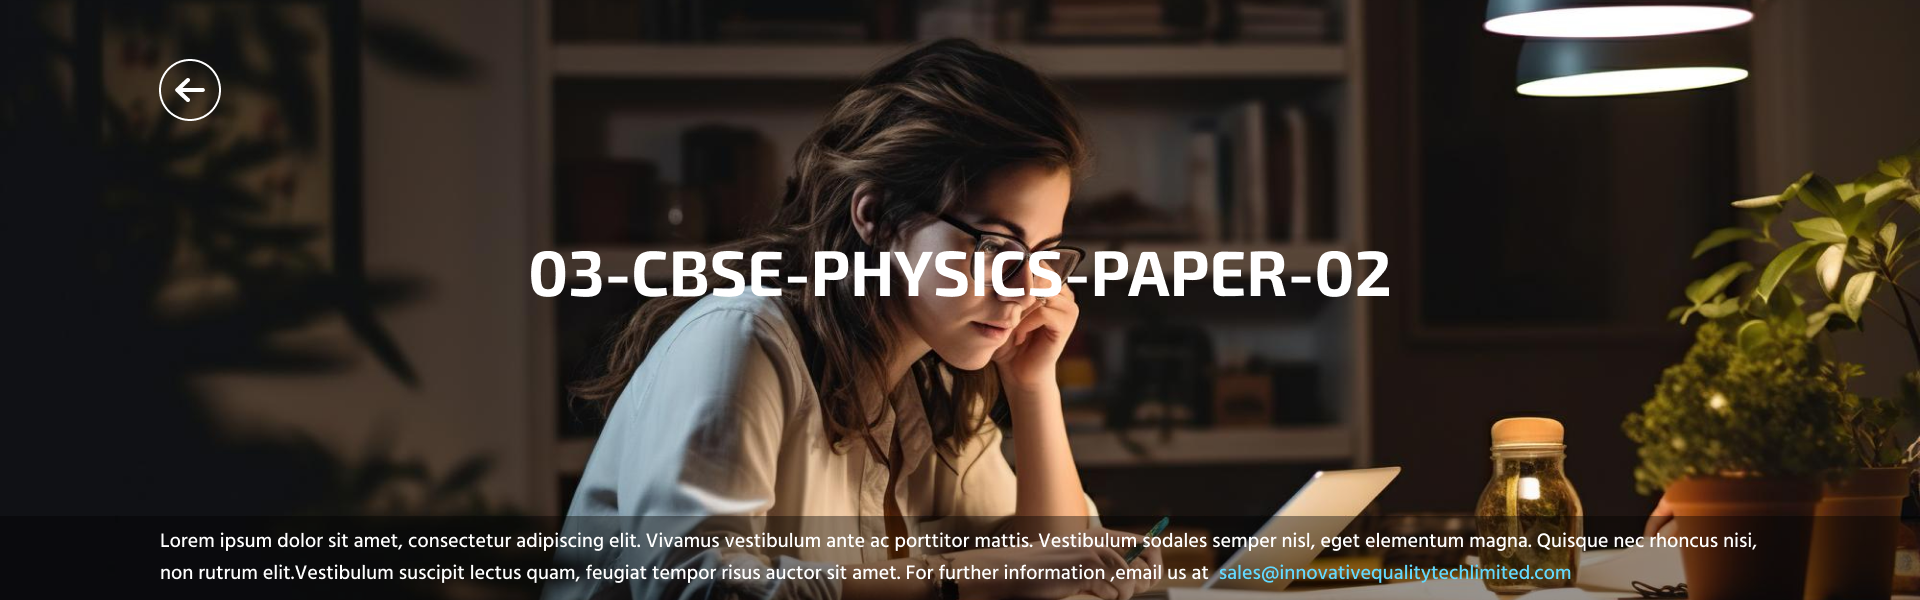 03-CBSE-PHYSICS-PAPER-02
Lorem ipsum dolor sit amet, consectetur adipiscing elit. Vivamus vestibulum ante ac porttitor mattis. Vestibulum sodales semper nisl, eget elementum magna. Quisque nec rhoncus nisi,
non rutrum elit.Vestibulum suscipit lectus quam, feugiat tempor risus auctor sit amet. For further information ,email us at sales@innovativequalitytechlimited.com